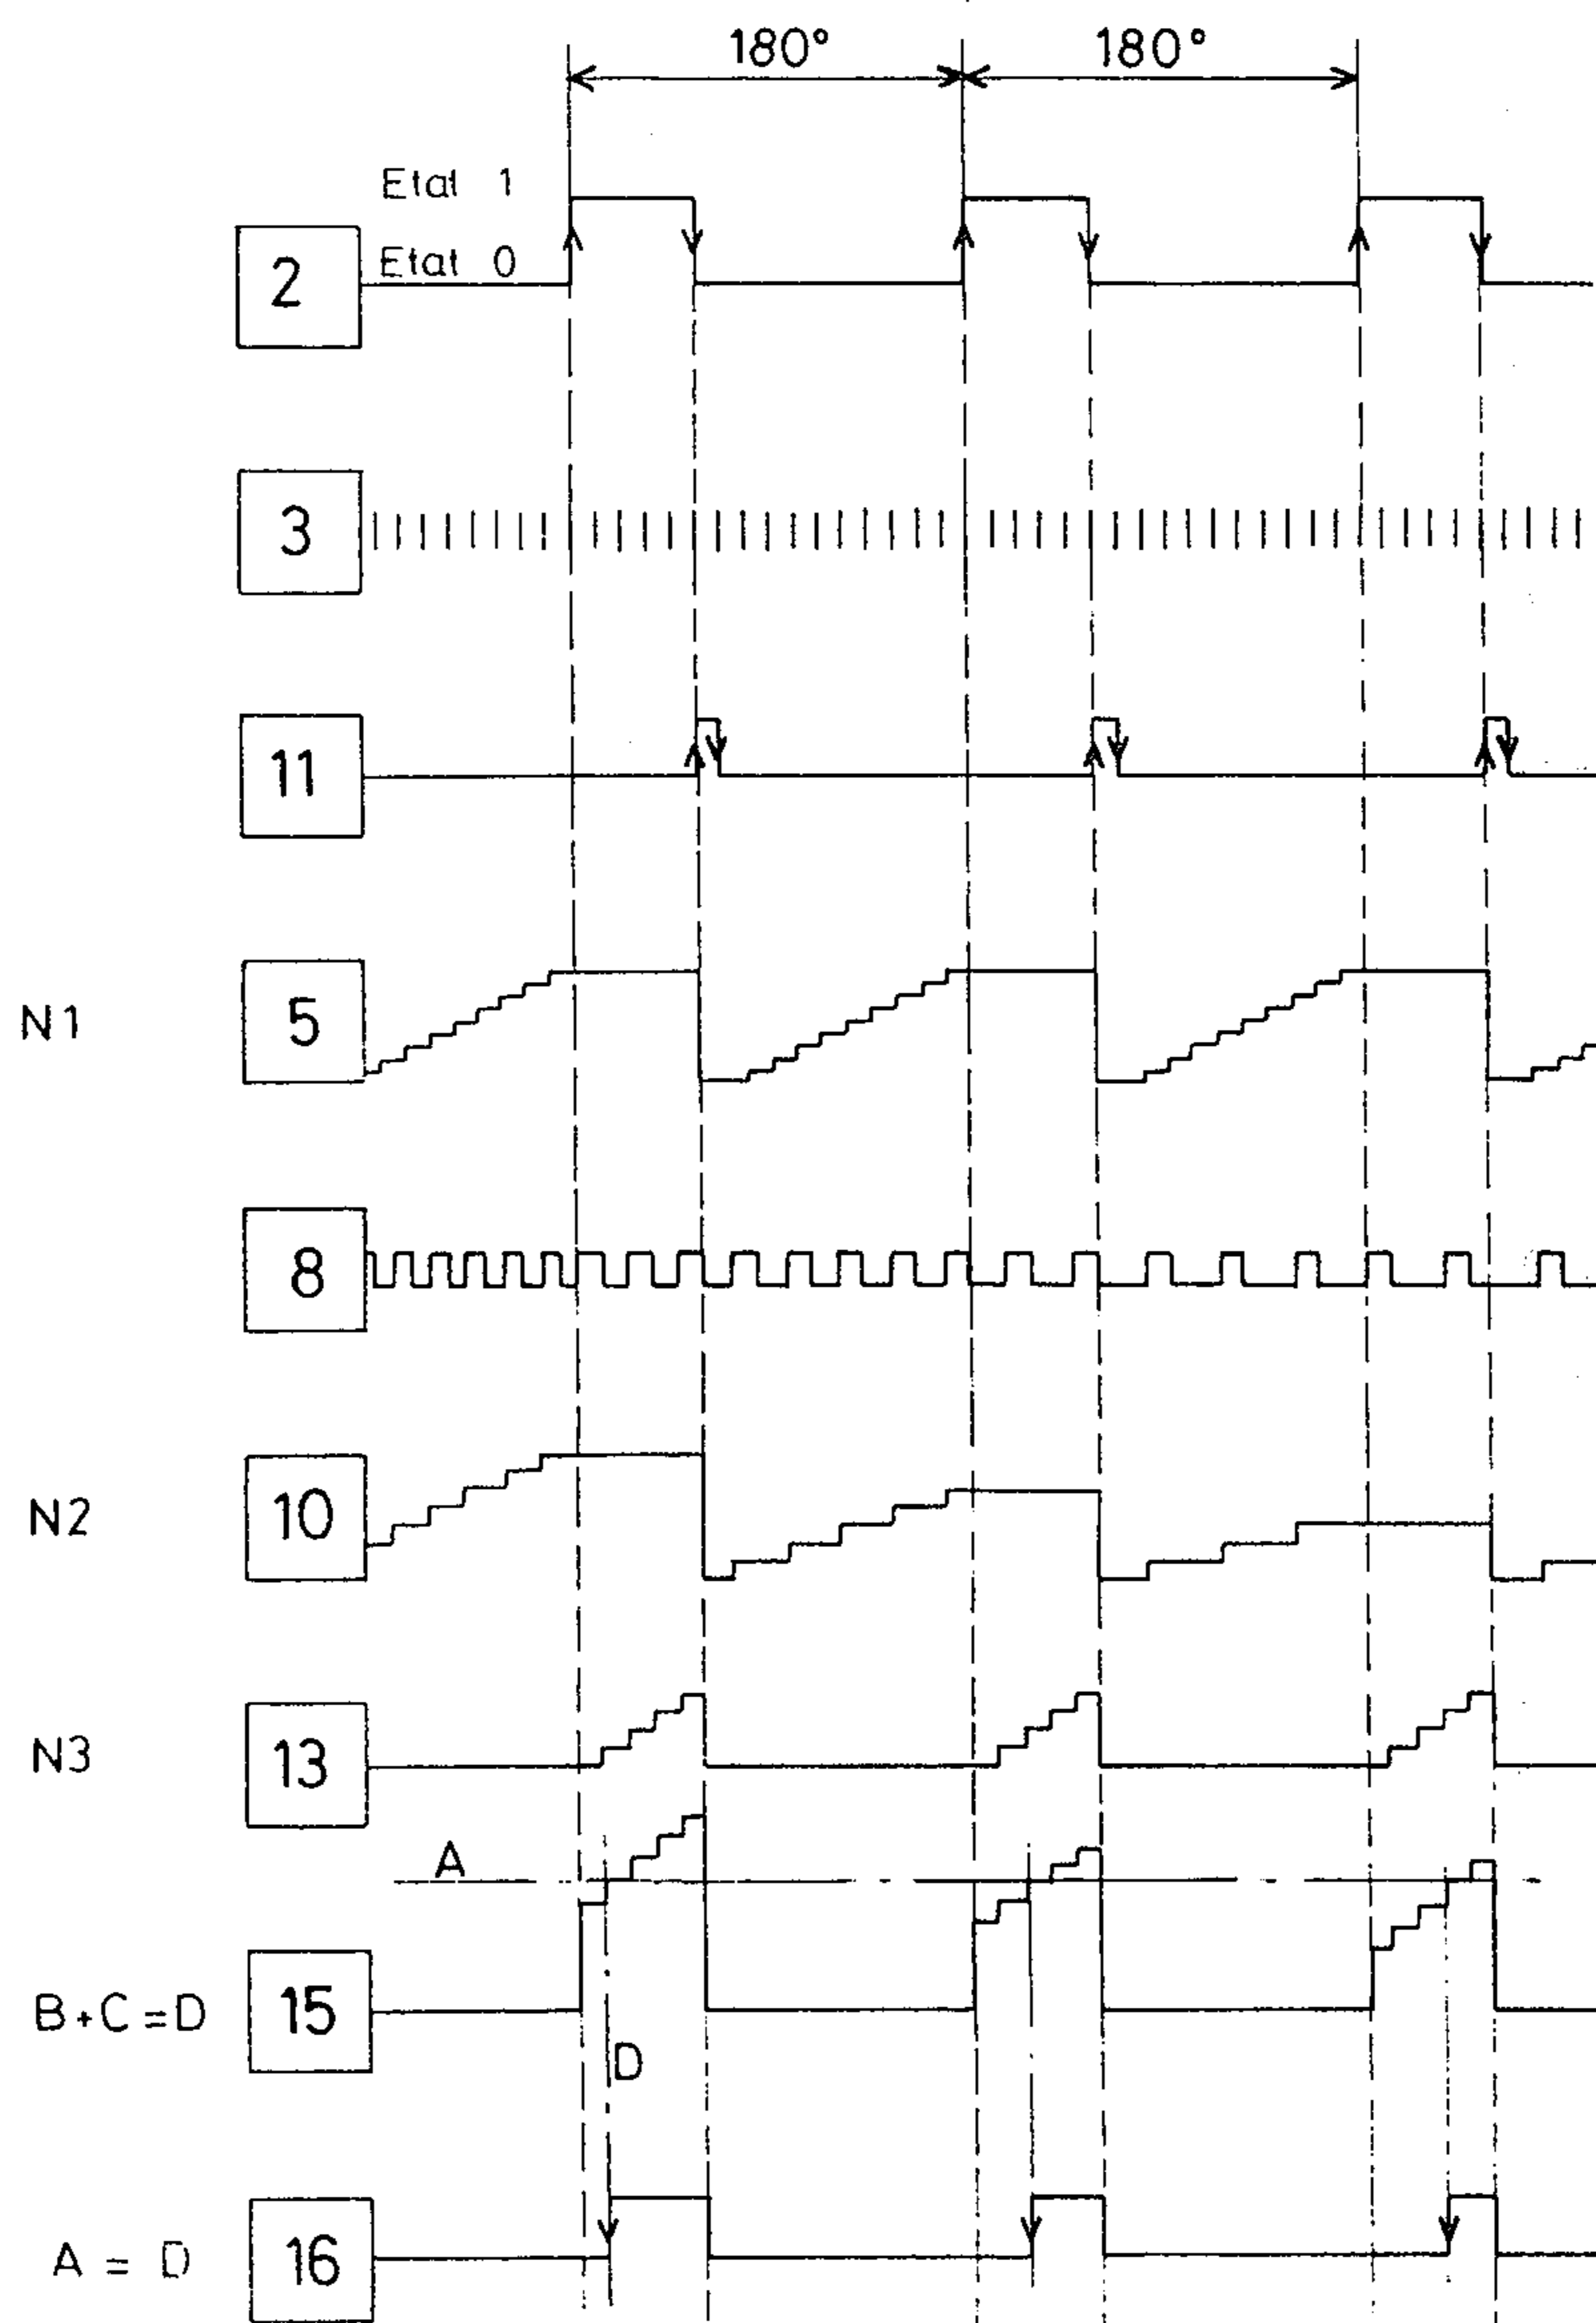 180° 180°
Etat 1
Etat 0
2
3
11
N1 5
8
N2 10
N3 13
A
B+C=D 15
D
A = D 16